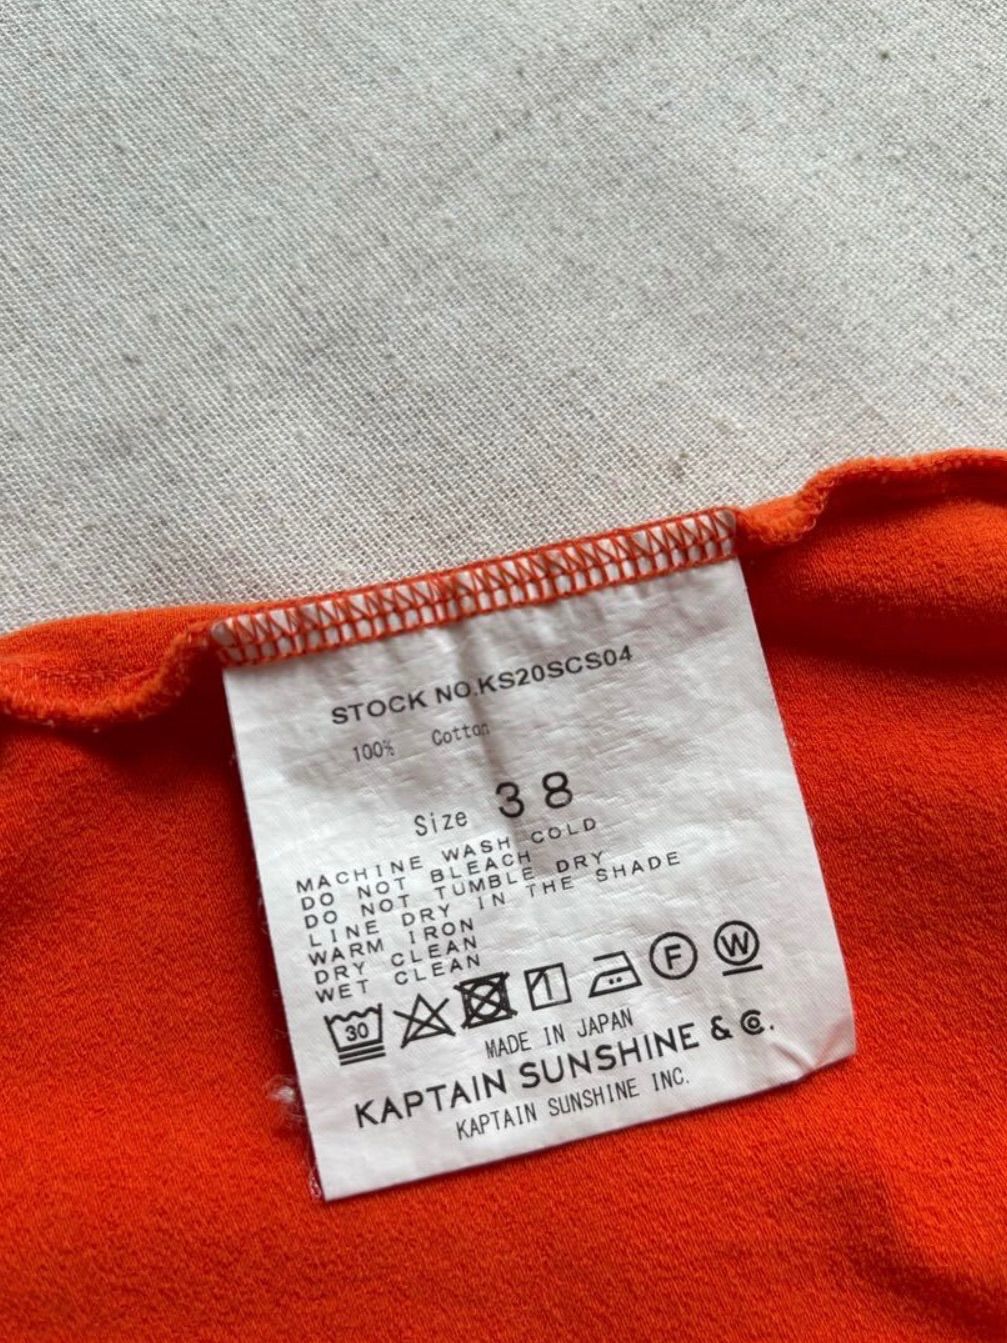 STOCK NO.KS20SCS04
100% Cotton
Size 38
MACHINE WASH COLD
DO NOT BLEACH
DO NOT TUMBLE DRY
LINE DRY IN THE SHADE
WARM IRON
DRY CLEAN
WET CLEAN
30 F W
MADE IN JAPAN
KAPTAIN SUNSHINE & Co.
KAPTAIN SUNSHINE INC.